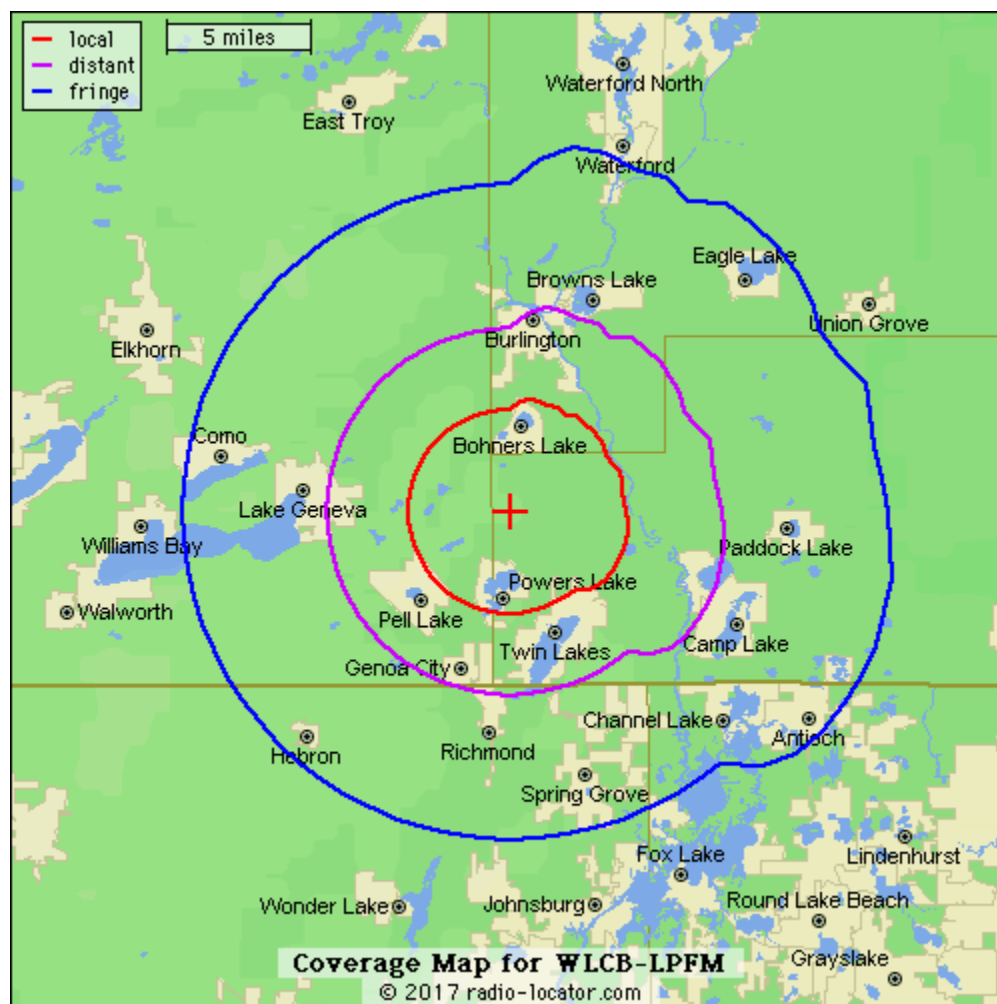 local
distant
fringe
5 miles
Waterford North
East Troy
Waterford
Eagle Lake
Browns Lake
Union Grove
Burlington
Elkhorn
Como
Bohners Lake
Lake Geneva
Williams Bay
Paddock Lake
Powers Lake
Walworth
Pell Lake
Twin Lakes
Camp Lake
Genoa City
Channel Lake
Antioch
Hebron
Richmond
Spring Grove
Fox Lake
Lindenhurst
Round Lake Beach
Wonder Lake
Johnsburg
Grayslake
Coverage Map for WLCB-LPFM
© 2017 radio-locator.com